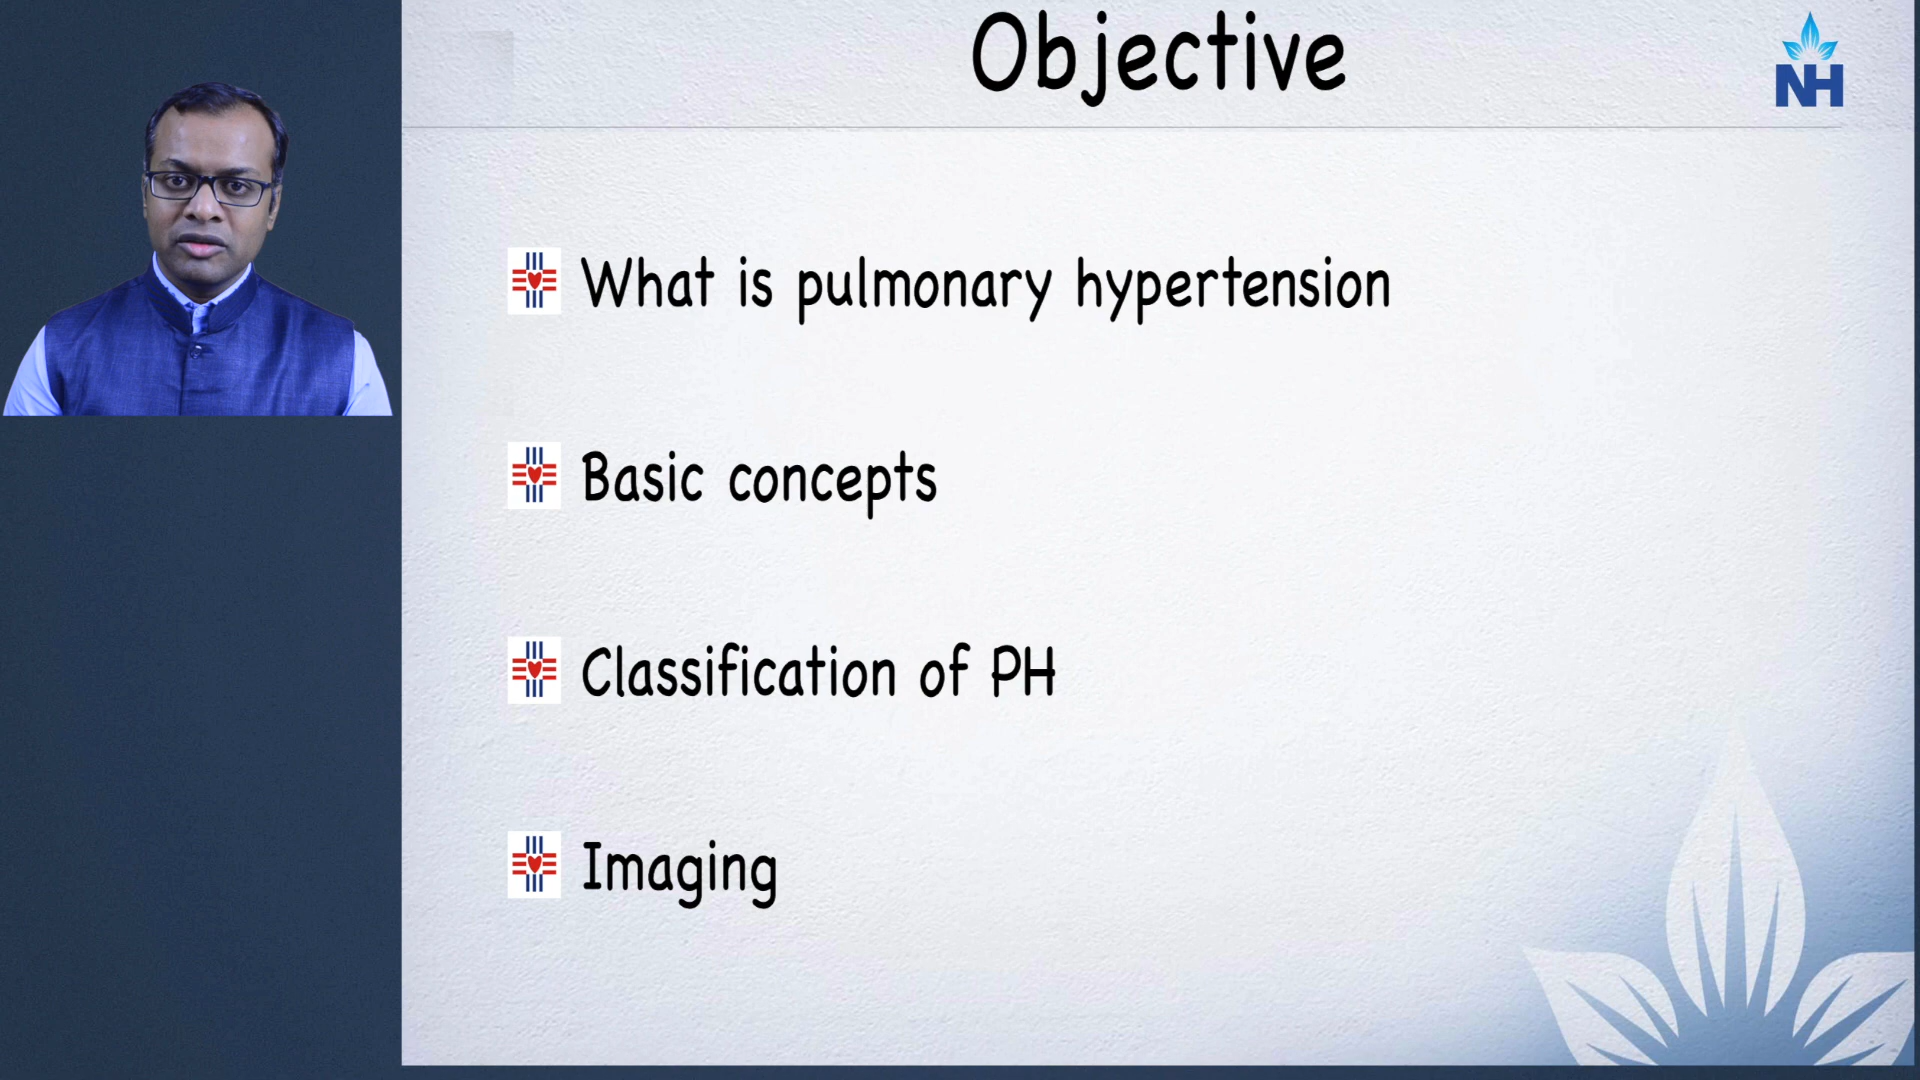 Objective
NH
What is pulmonary hypertension
Basic concepts
Classification of PH
Imaging